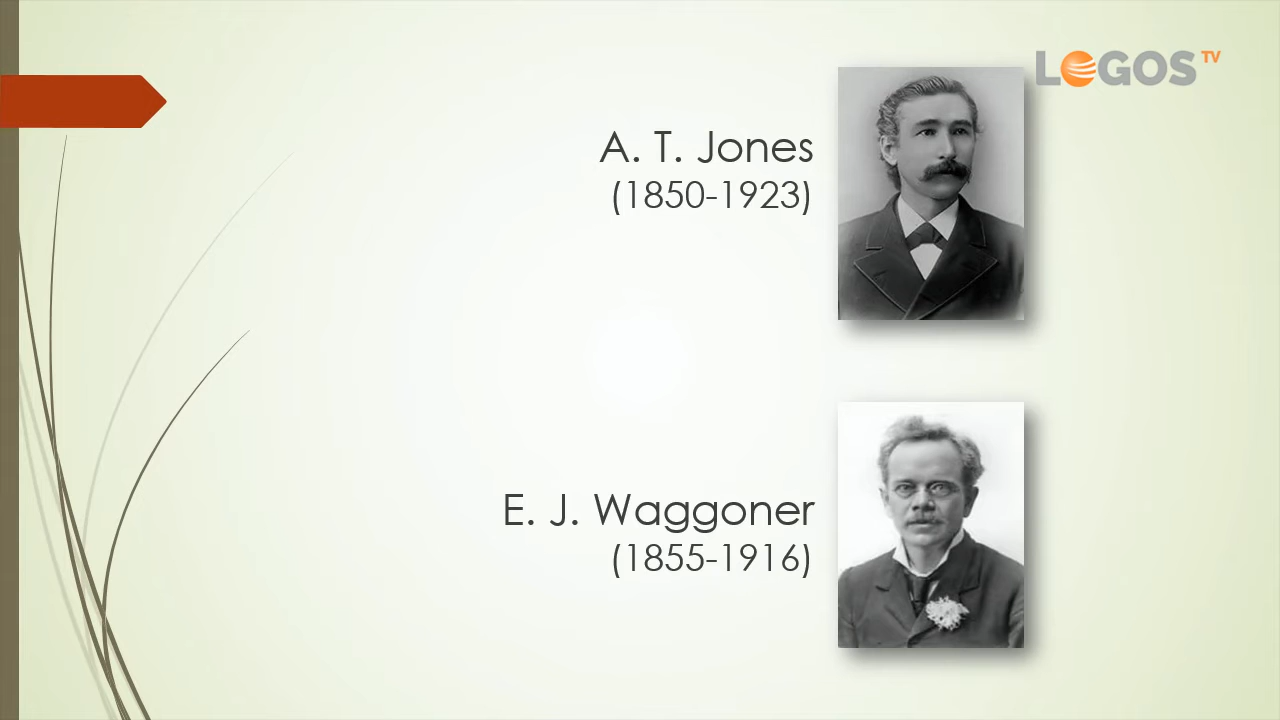 LOGOS TV
A. T. Jones
(1850-1923)
E. J. Waggoner
(1855-1916)